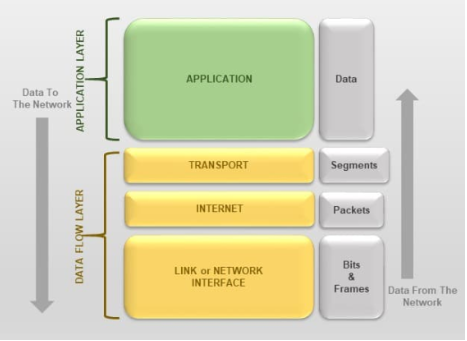 APPLICATION LAYER
APPLICATION
Data
Data To
The Network
DATA FLOW LAYER
TRANSPORT
Segments
INTERNET
Packets
LINK or NETWORK
INTERFACE
Bits
&
Frames
Data From The
Network